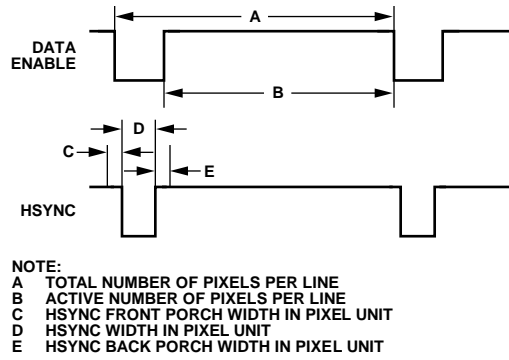 A
DATA
ENABLE
B
D
C
E
HSYNC
NOTE:
A TOTAL NUMBER OF PIXELS PER LINE
B ACTIVE NUMBER OF PIXELS PER LINE
C HSYNC FRONT PORCH WIDTH IN PIXEL UNIT
D HSYNC WIDTH IN PIXEL UNIT
E HSYNC BACK PORCH WIDTH IN PIXEL UNIT